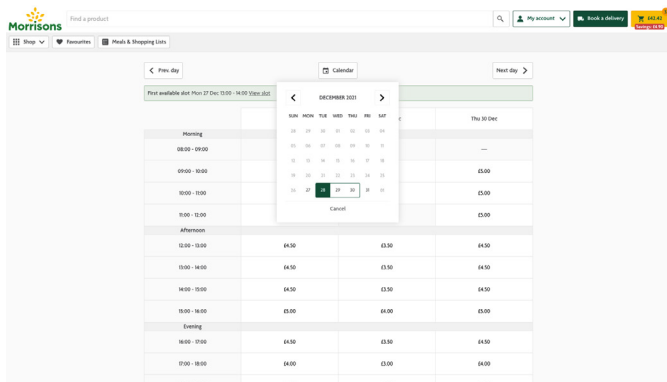 Morrisons
Find a product
My account
Book a delivery
£43.43
Savings: £4.99
Shop
Favourites
Meals & Shopping Lists
Prev. day
Calendar
Next day
First available slot Mon 27 Dec 13:00 - 14:00 View slot
DECEMBER 2021
SUN MON TUE WED THU FRI SAT
28 29 30 01 02 03 04
05 06 07 08 09 10 11
12 13 14 15 16 17 18
19 20 21 22 23 24 25
26 27 28 29 30 31
Cancel
Thu 30 Dec
Morning
08:00 - 09:00 —
09:00 - 10:00 £5.00
10:00 - 11:00 £5.00
11:00 - 12:00 £5.00
Afternoon
12:00 - 13:00 £4.50 £3.50 £4.50
13:00 - 14:00 £4.50 £3.50 £4.50
14:00 - 15:00 £4.50 £3.50 £4.50
15:00 - 16:00 £5.00 £4.00 £5.00
Evening
16:00 - 17:00 £4.50 £3.50 £4.50
17:00 - 18:00 £4.00 £3.00 £4.00